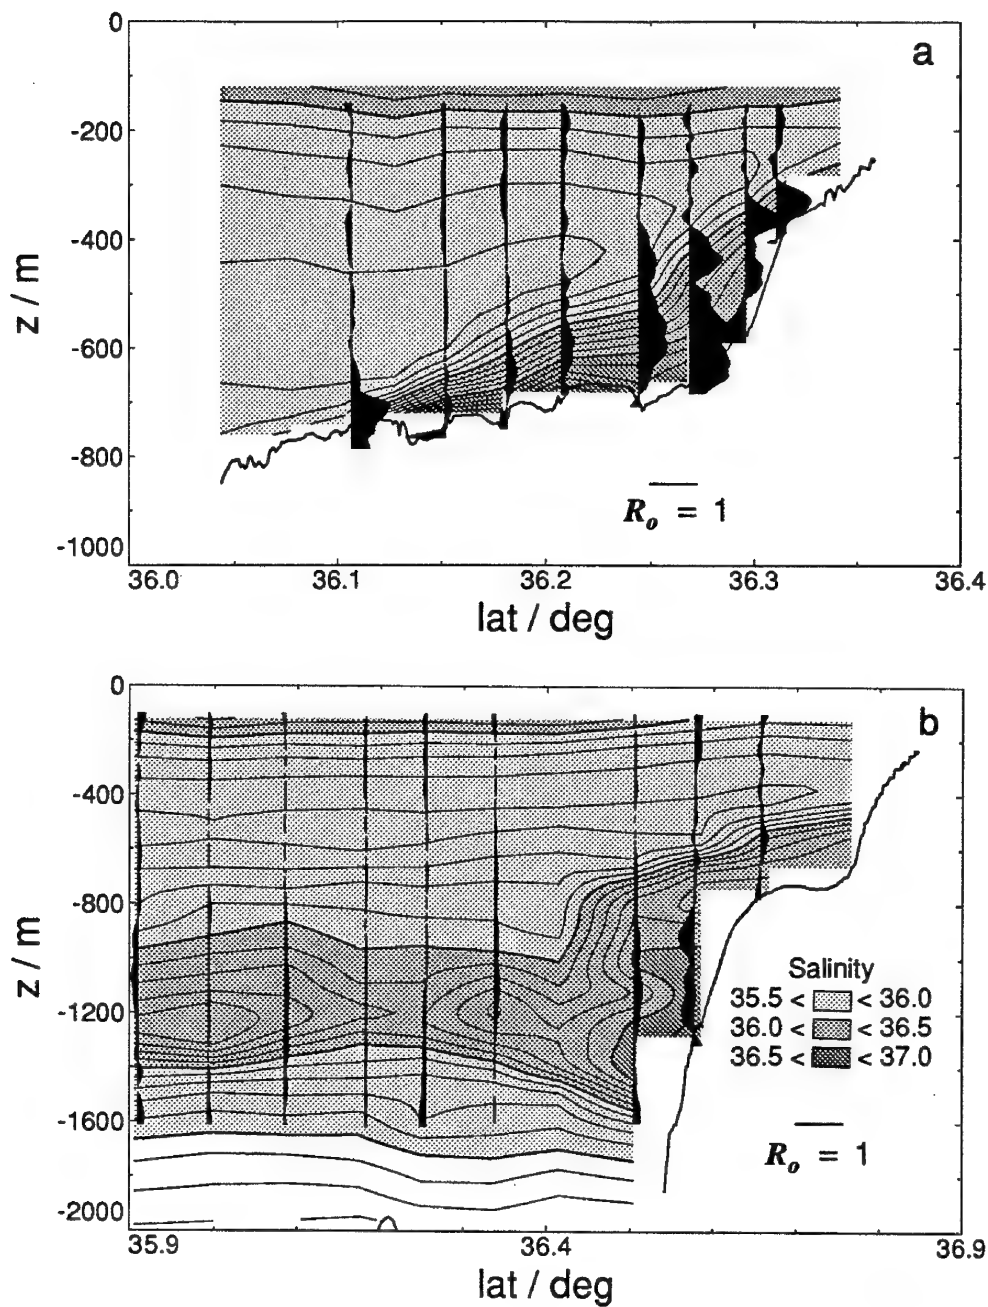 a
0
-200
-400
-600
-800
-1000
z / m
R_o = 1
36.0 36.1 36.2 36.3 36.4
lat / deg
b
0
-400
-800
-1200
-1600
-2000
z / m
Salinity
35.5 < < 36.0
36.0 < < 36.5
36.5 < < 37.0
R_o = 1
35.9 36.4 36.9
lat / deg